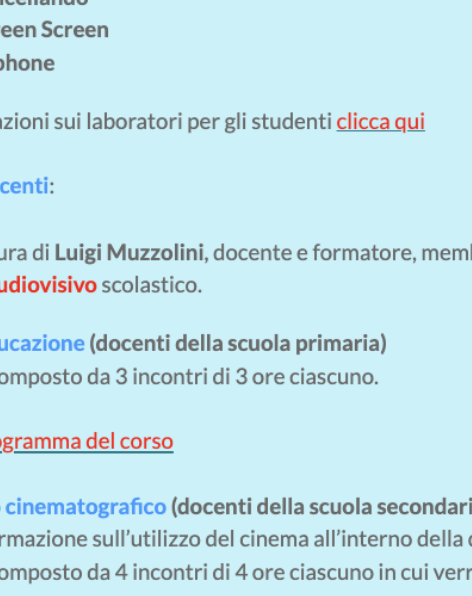 ncellando
een Screen
phone
azioni sui laboratori per gli studenti clicca qui
centi:
ura di Luigi Muzzolini, docente e formatore, mem
udiovisivo scolastico.
ucazione (docenti della scuola primaria)
omposto da 3 incontri di 3 ore ciascuno.
ogramma del corso
cinematografico (docenti della scuola secondari
rmazione sull’utilizzo del cinema all’interno della
omposto da 4 incontri di 4 ore ciascuno in cui verr